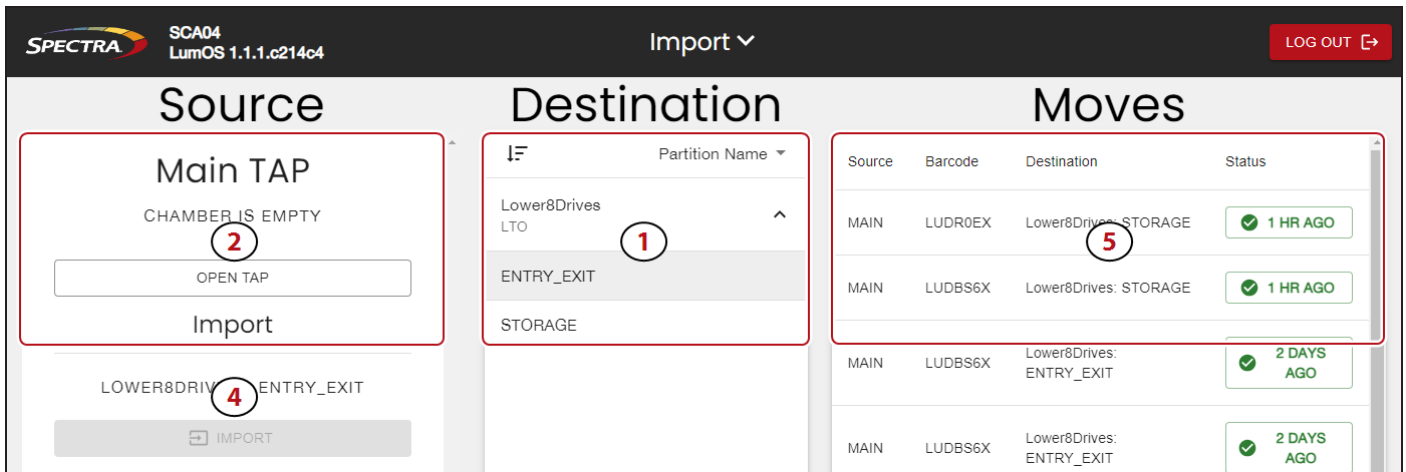 SPECTRA
SCA04
LumOS 1.1.1.c214c4
Import
LOG OUT
Source
Destination
Moves
Main TAP
CHAMBER IS EMPTY
2
OPEN TAP
Import
4
IMPORT
Partition Name
Lower8Drives
LTO
1
ENTRY_EXIT
STORAGE
Source Barcode Destination Status
MAIN LUDR0EX Lower8Drives: STORAGE 1 HR AGO
5
MAIN LUDBS6X Lower8Drives: STORAGE 1 HR AGO
MAIN LUDBS6X Lower8Drives: ENTRY_EXIT 2 DAYS AGO
MAIN LUDBS6X Lower8Drives: ENTRY_EXIT 2 DAYS AGO